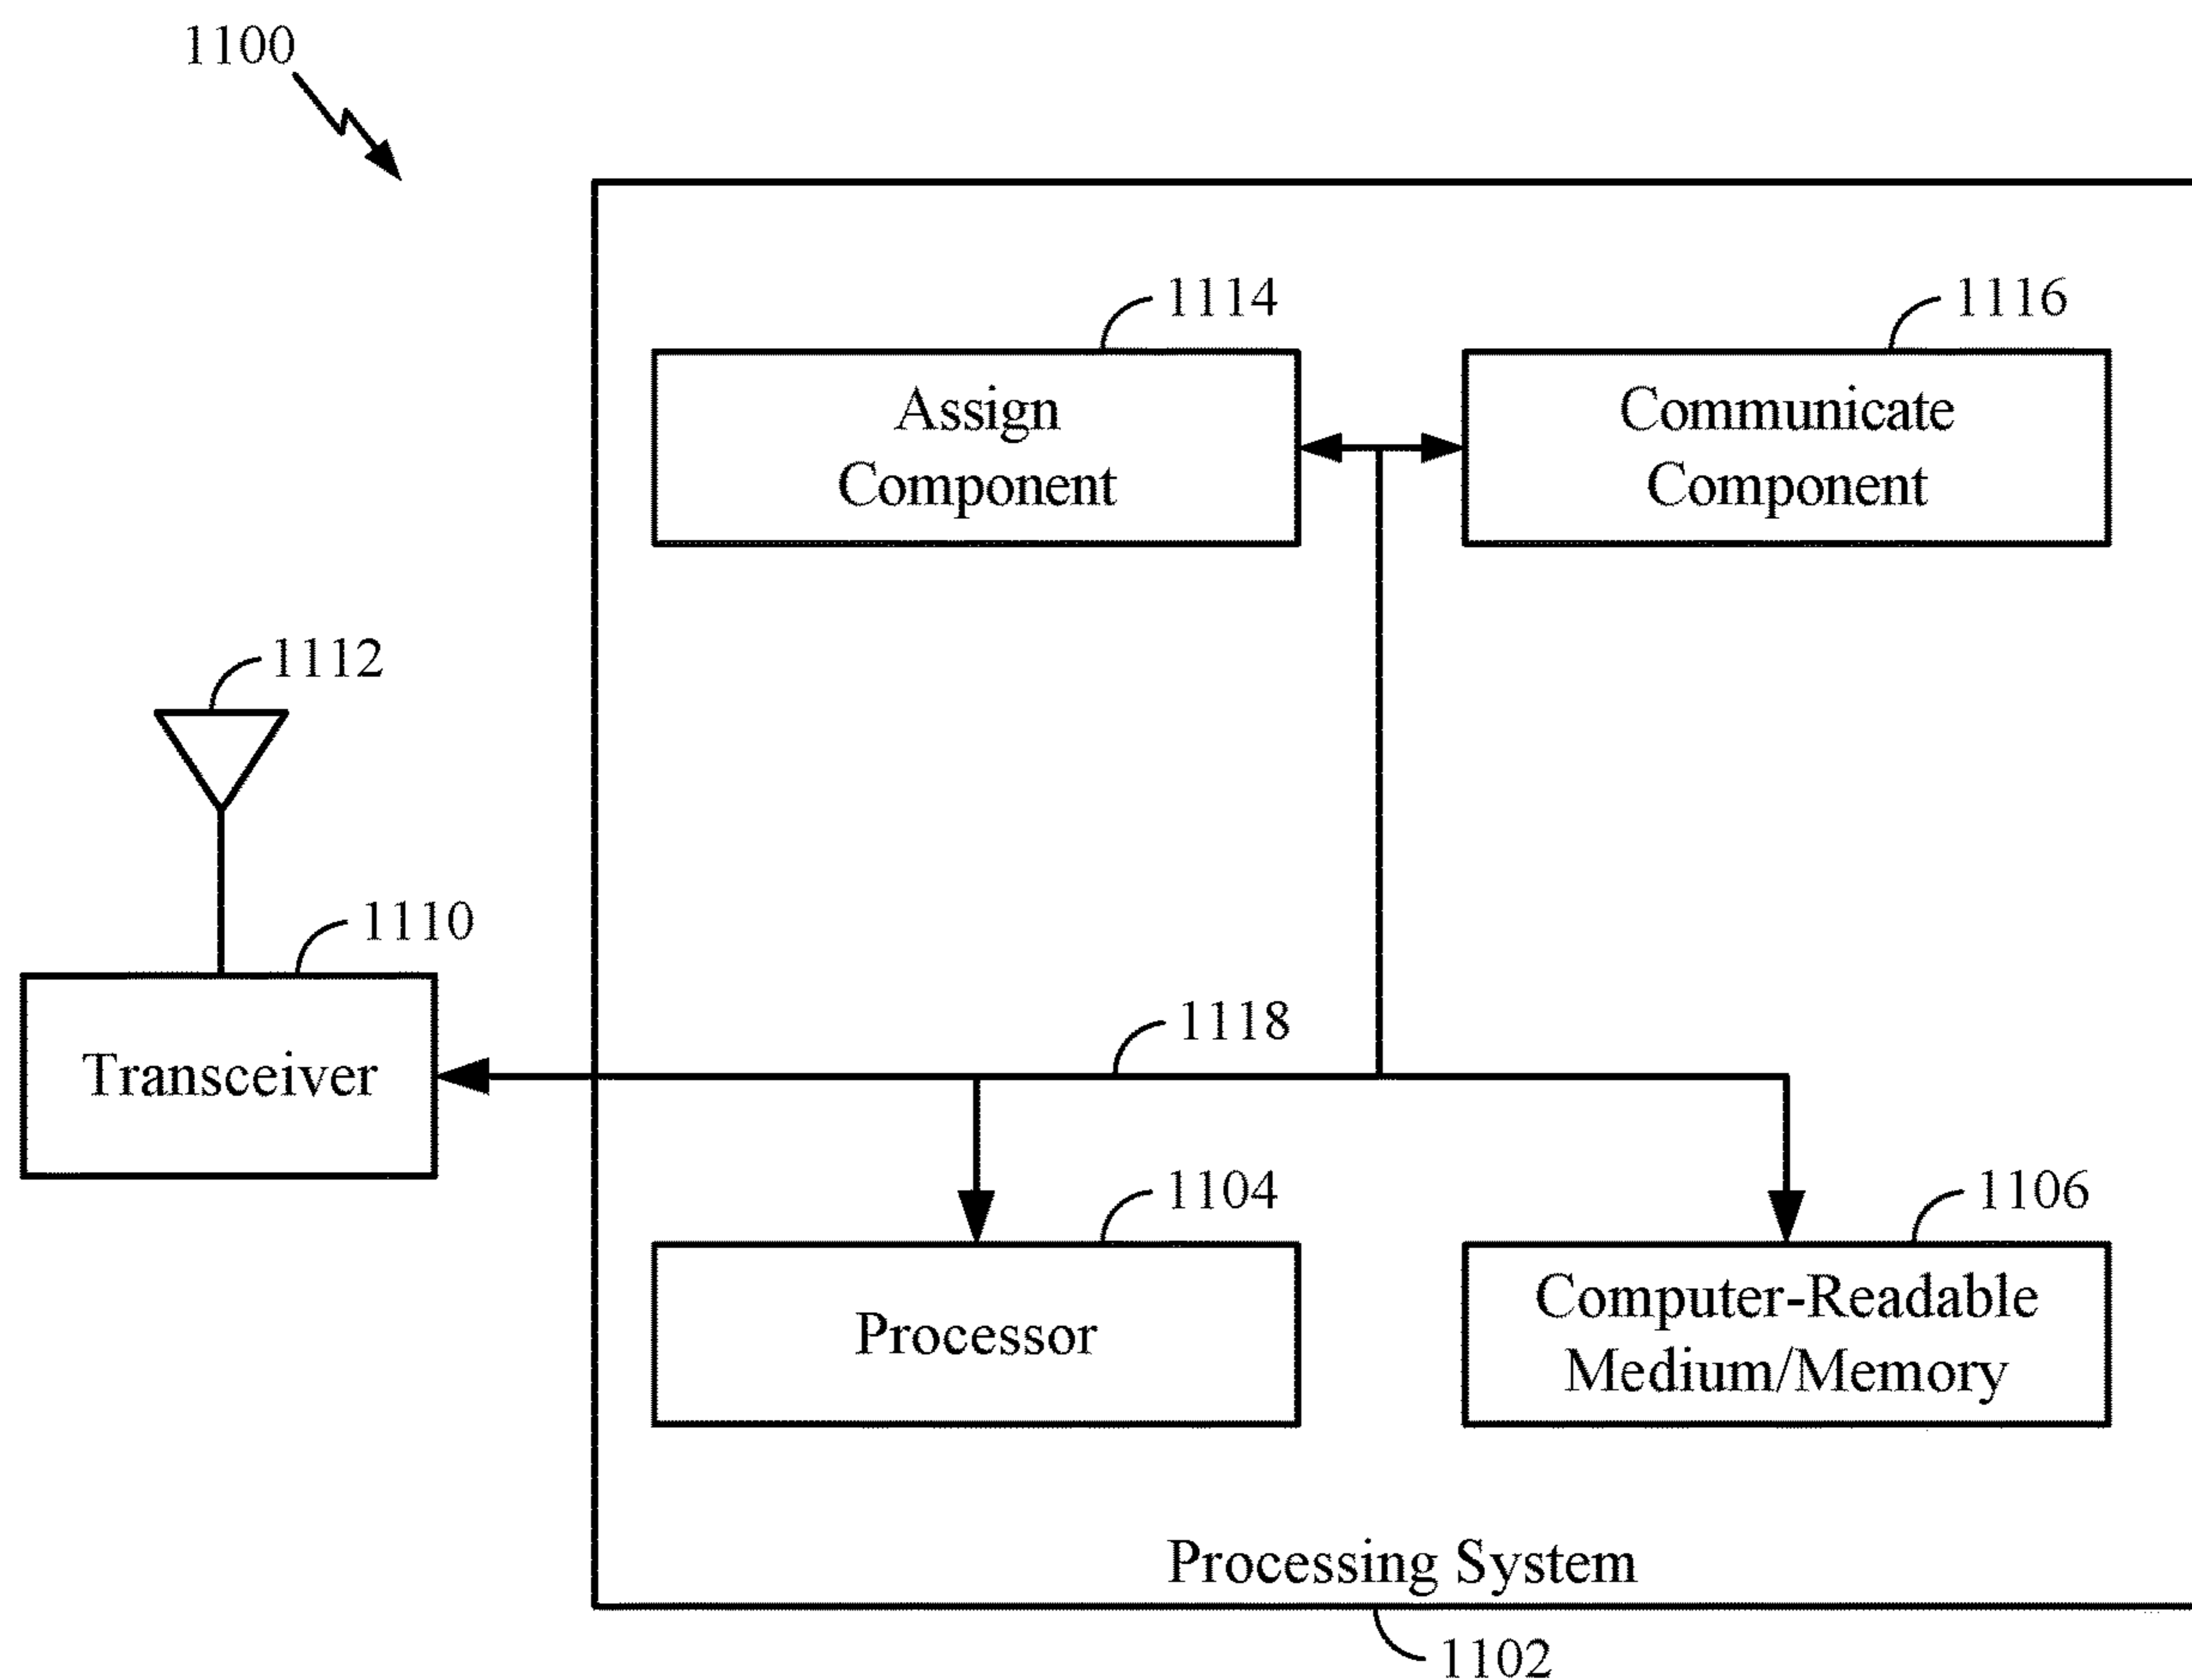 1100
1114
1116
Assign
Component
Communicate
Component
1112
1110
1118
Transceiver
1104
1106
Processor
Computer-Readable
Medium/Memory
Processing System
1102